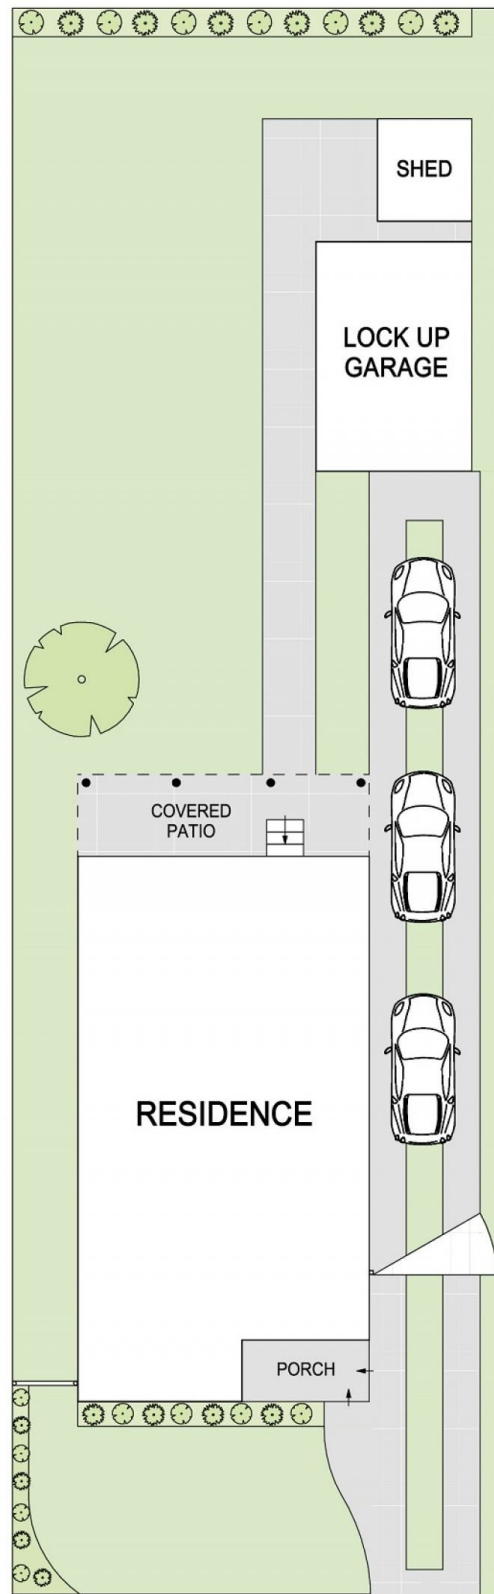 SHED
LOCK UP
GARAGE
COVERED
PATIO
RESIDENCE
PORCH